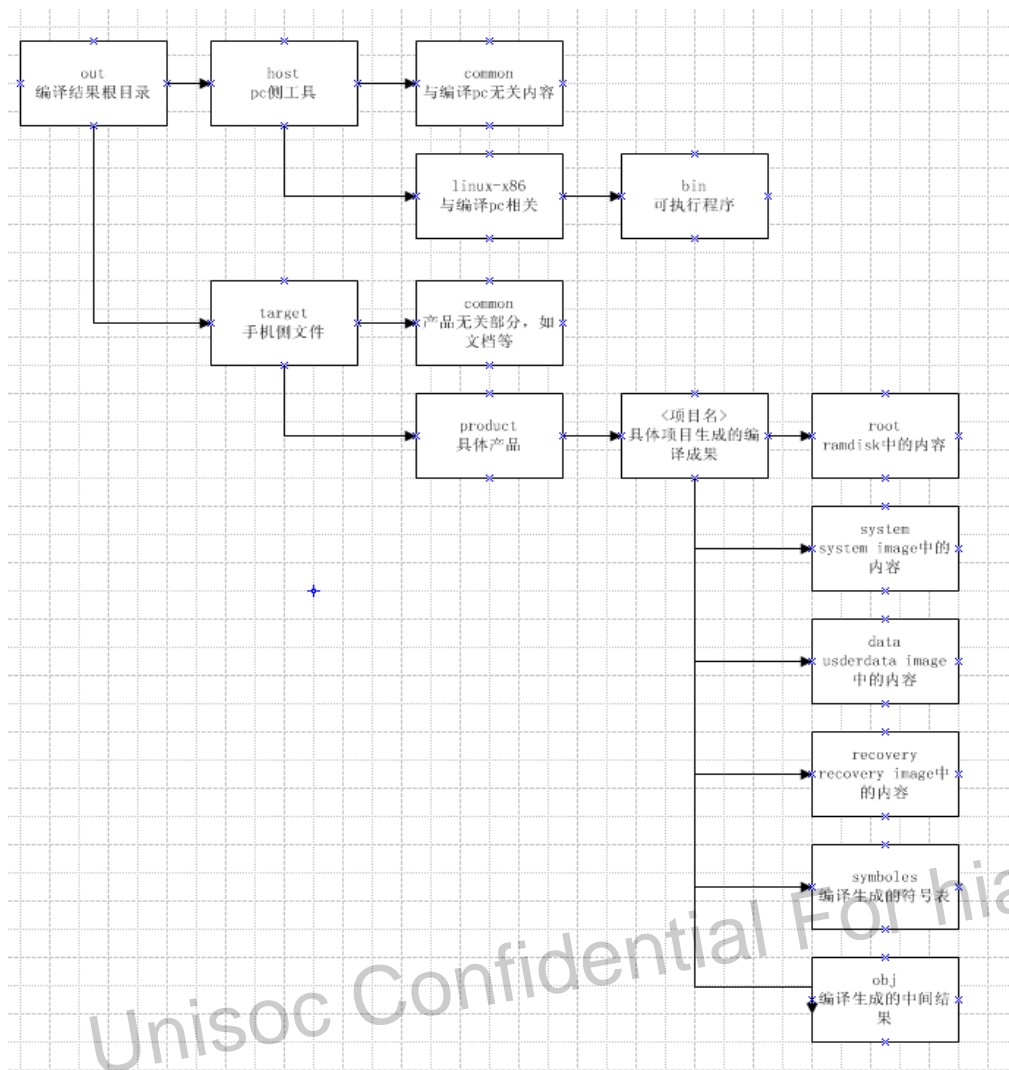 out
编译结果根目录
host
pc侧工具
common
与编译pc无关内容
linux-x86
与编译pc相关
bin
可执行程序
target
手机侧文件
common
产品无关部分，如
文档等
product
具体产品
<项目名>
具体项目生成的编
译成果
root
ramdisk中的内容
system
system image中的
内容
data
usderdata image
中的内容
recovery
recovery image中
的内容
symboles
编译生成的符号表
obj
编译生成的中间结
果
Unisoc Confidential For hia